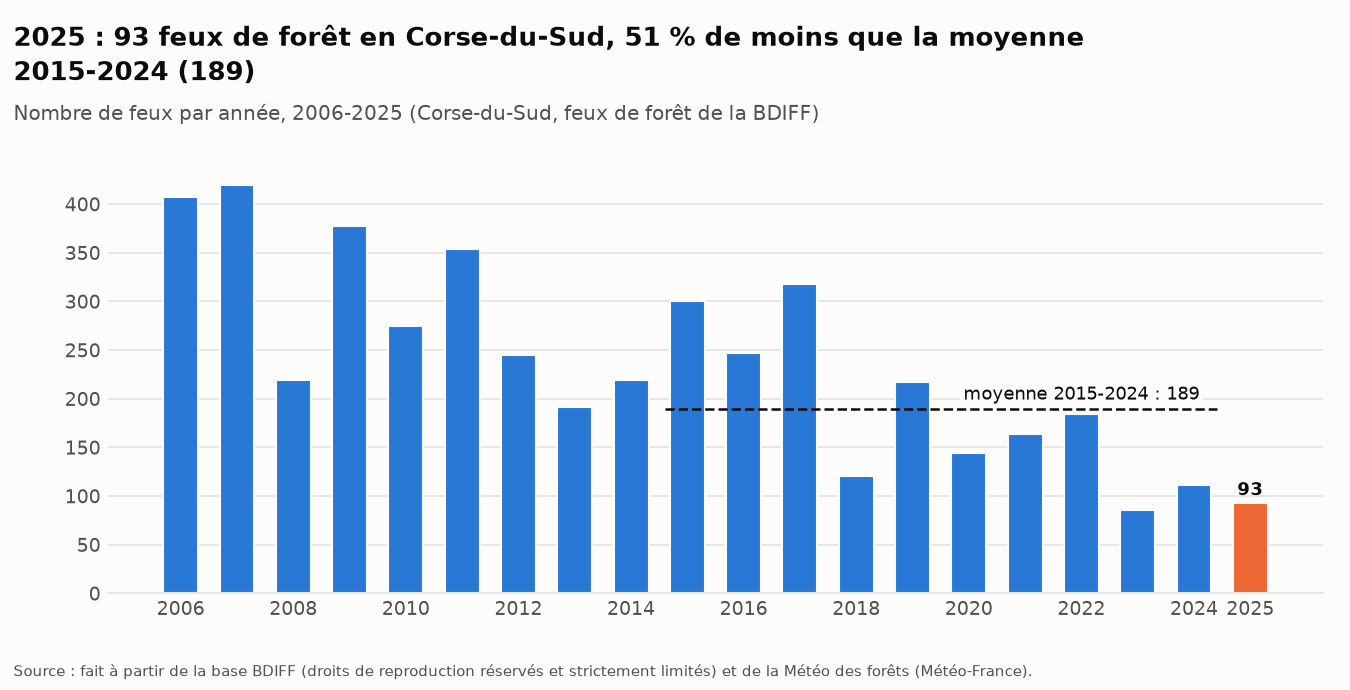 2025 : 93 feux de forêt en Corse-du-Sud, 51 % de moins que la moyenne
2015-2024 (189)
Nombre de feux par année, 2006-2025 (Corse-du-Sud, feux de forêt de la BDIFF)
400
350
300
250
200
150
100
50
0
moyenne 2015-2024 : 189
93
2006 2008 2010 2012 2014 2016 2018 2020 2022 2024 2025
Source : fait à partir de la base BDIFF (droits de reproduction réservés et strictement limités) et de la Météo des forêts (Météo-France).